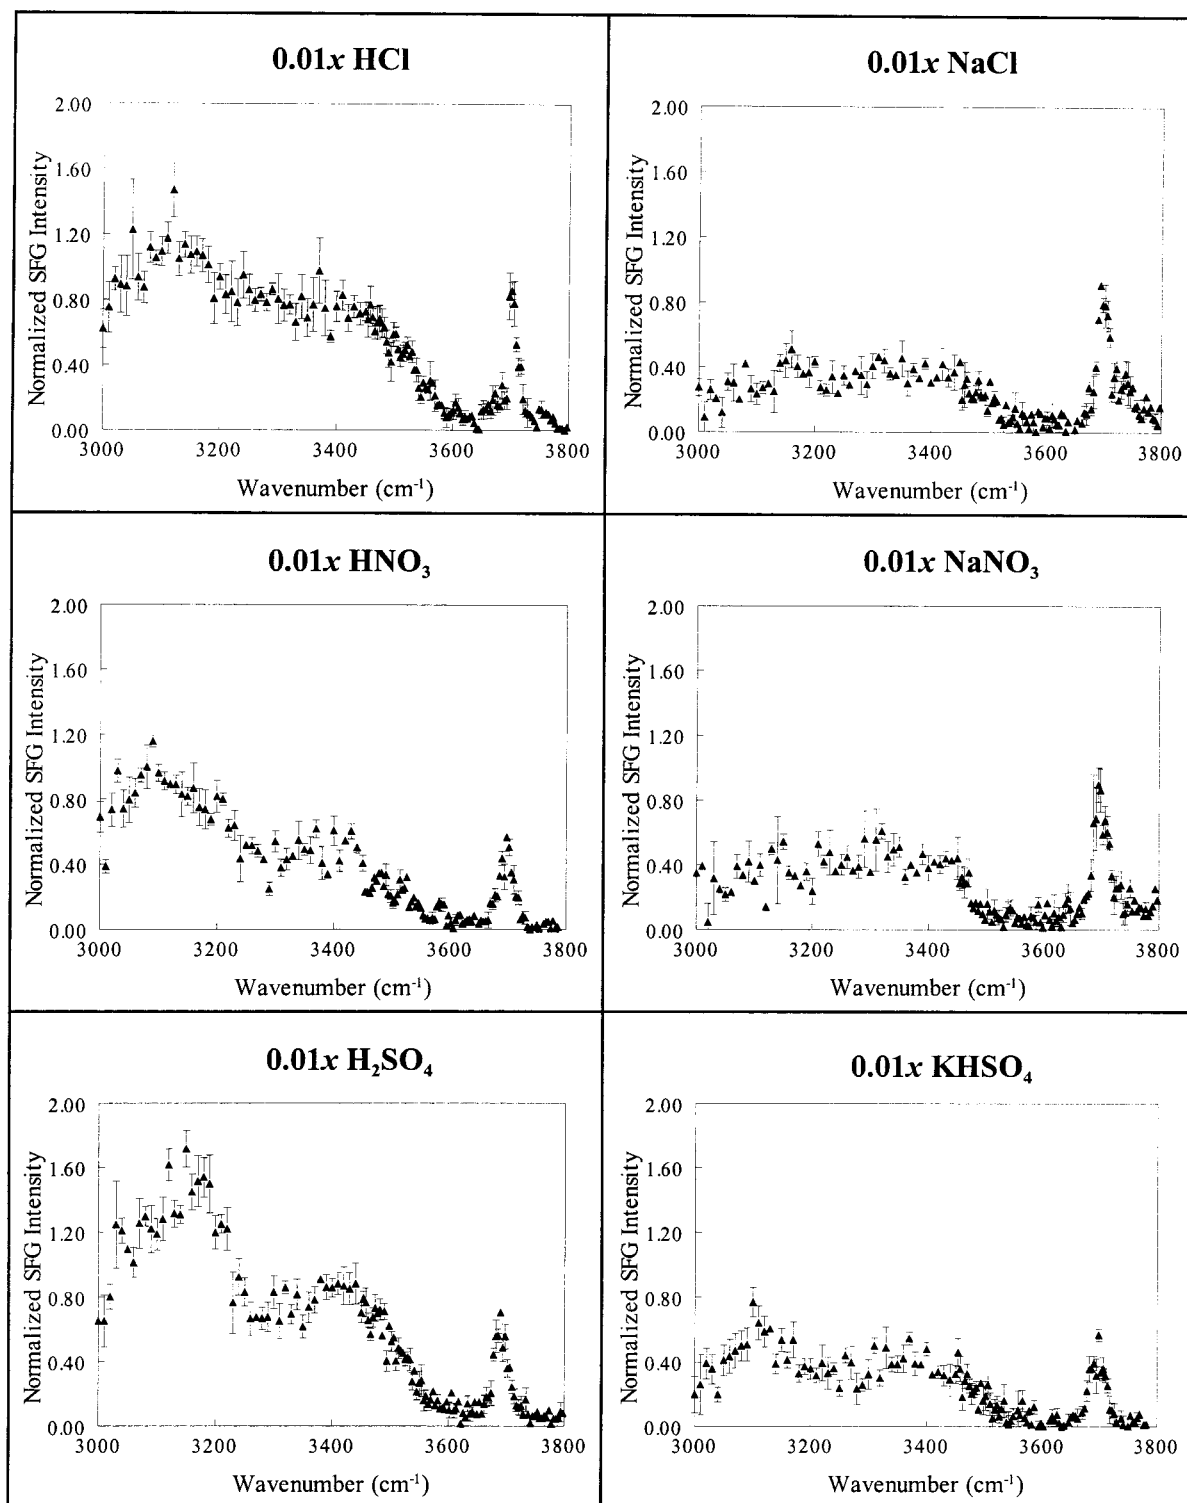 0.01x HCl
Normalized SFG Intensity
2.00
1.60
1.20
0.80
0.40
0.00
3000 3200 3400 3600 3800
Wavenumber (cm⁻¹)
0.01x NaCl
Normalized SFG Intensity
2.00
1.60
1.20
0.80
0.40
0.00
3000 3200 3400 3600 3800
Wavenumber (cm⁻¹)
0.01x HNO₃
Normalized SFG Intensity
2.00
1.60
1.20
0.80
0.40
0.00
3000 3200 3400 3600 3800
Wavenumber (cm⁻¹)
0.01x NaNO₃
Normalized SFG Intensity
2.00
1.60
1.20
0.80
0.40
0.00
3000 3200 3400 3600 3800
Wavenumber (cm⁻¹)
0.01x H₂SO₄
Normalized SFG Intensity
2.00
1.60
1.20
0.80
0.40
0.00
3000 3200 3400 3600 3800
Wavenumber (cm⁻¹)
0.01x KHSO₄
Normalized SFG Intensity
2.00
1.60
1.20
0.80
0.40
0.00
3000 3200 3400 3600 3800
Wavenumber (cm⁻¹)